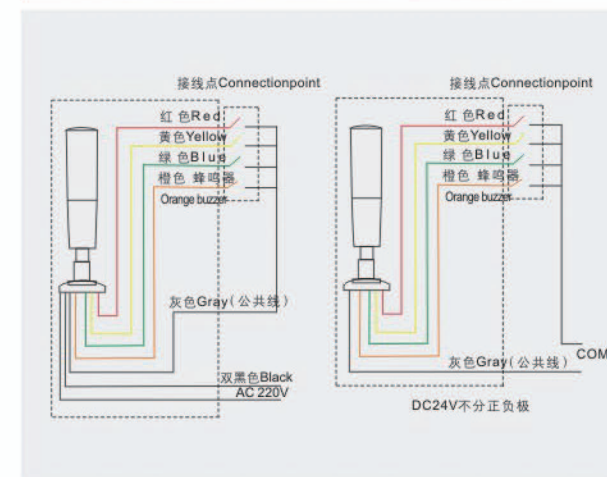 接线点Connectionpoint
红 色Red
黄色Yellow
绿 色Blue
橙色 蜂鸣器
Orange buzzer
灰色Gray(公共线)
双黑色Black
AC 220V
接线点Connectionpoint
红 色Red
黄色Yellow
绿 色Blue
橙色 蜂鸣器
Orange buzzer
COM
灰色Gray(公共线)
DC24V不分正负极